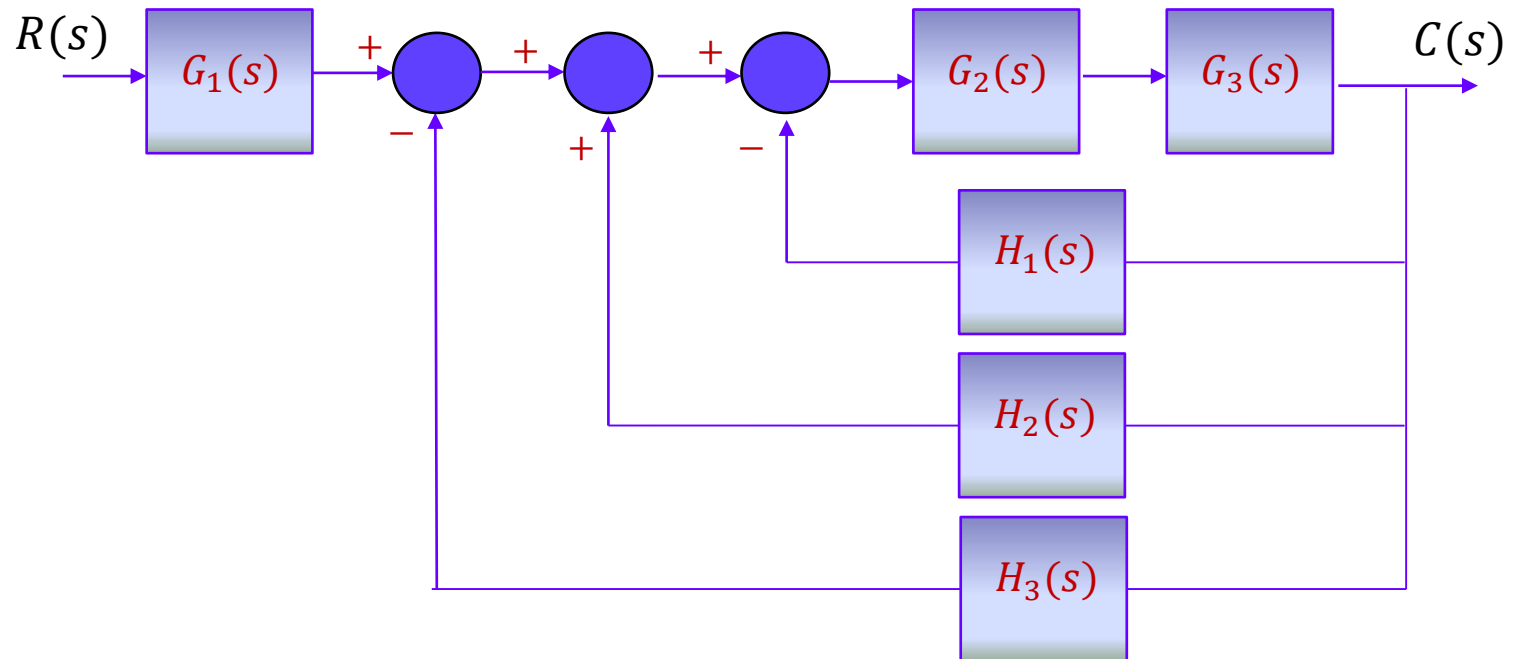 R(s)
G₁(s)
+
−
+
+
+
−
G₂(s)
G₃(s)
C(s)
H₁(s)
H₂(s)
H₃(s)